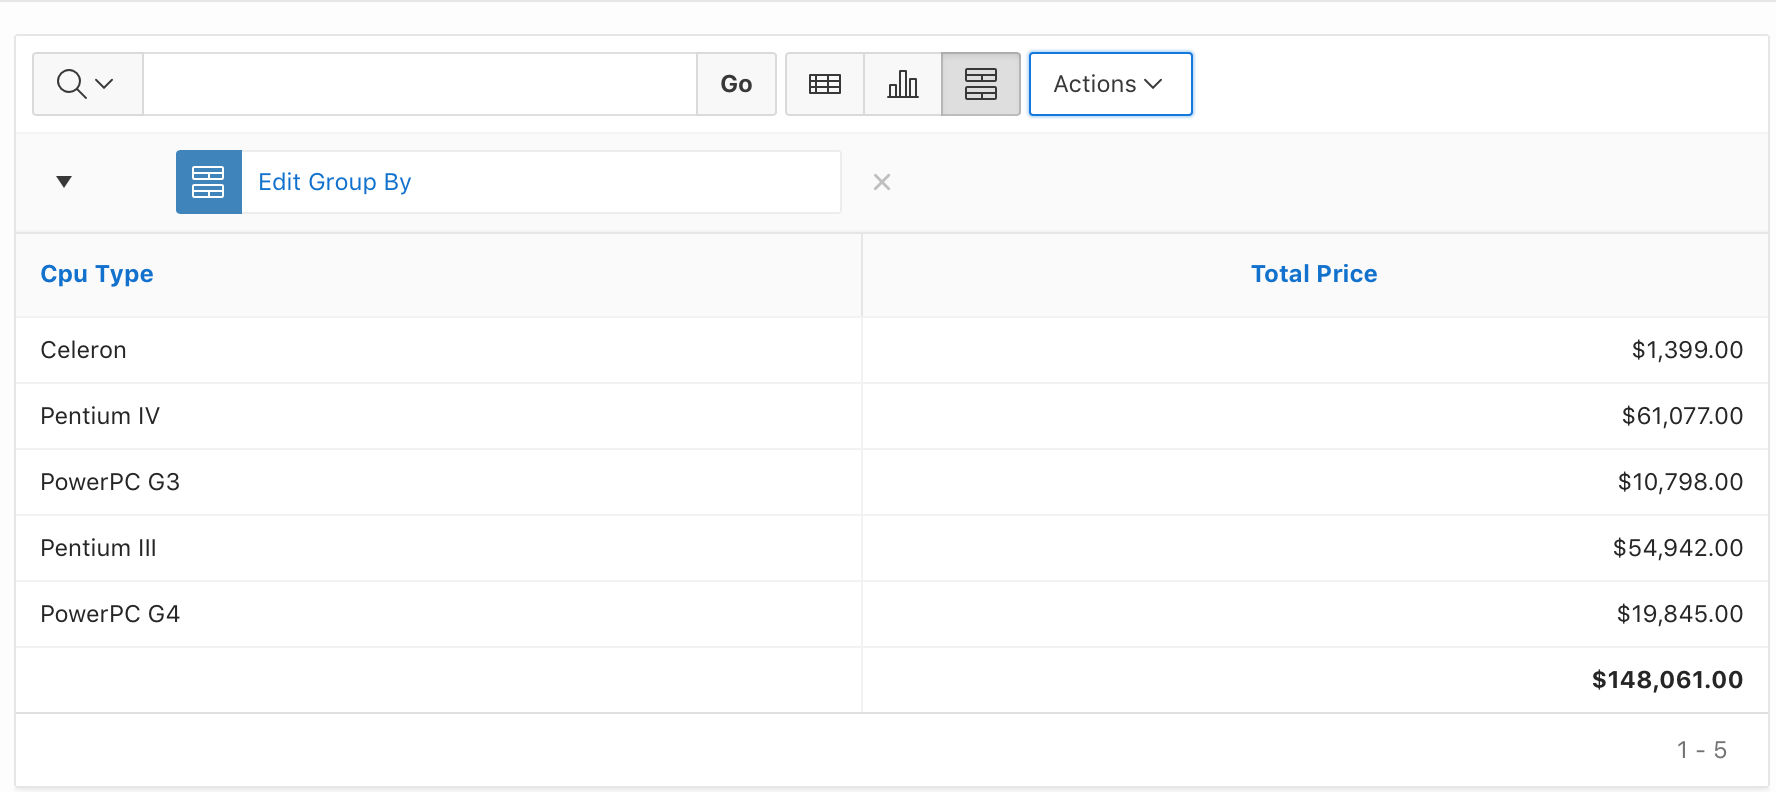 Go Actions
Edit Group By
Cpu Type Total Price
Celeron $1,399.00
Pentium IV $61,077.00
PowerPC G3 $10,798.00
Pentium III $54,942.00
PowerPC G4 $19,845.00
$148,061.00
1 - 5